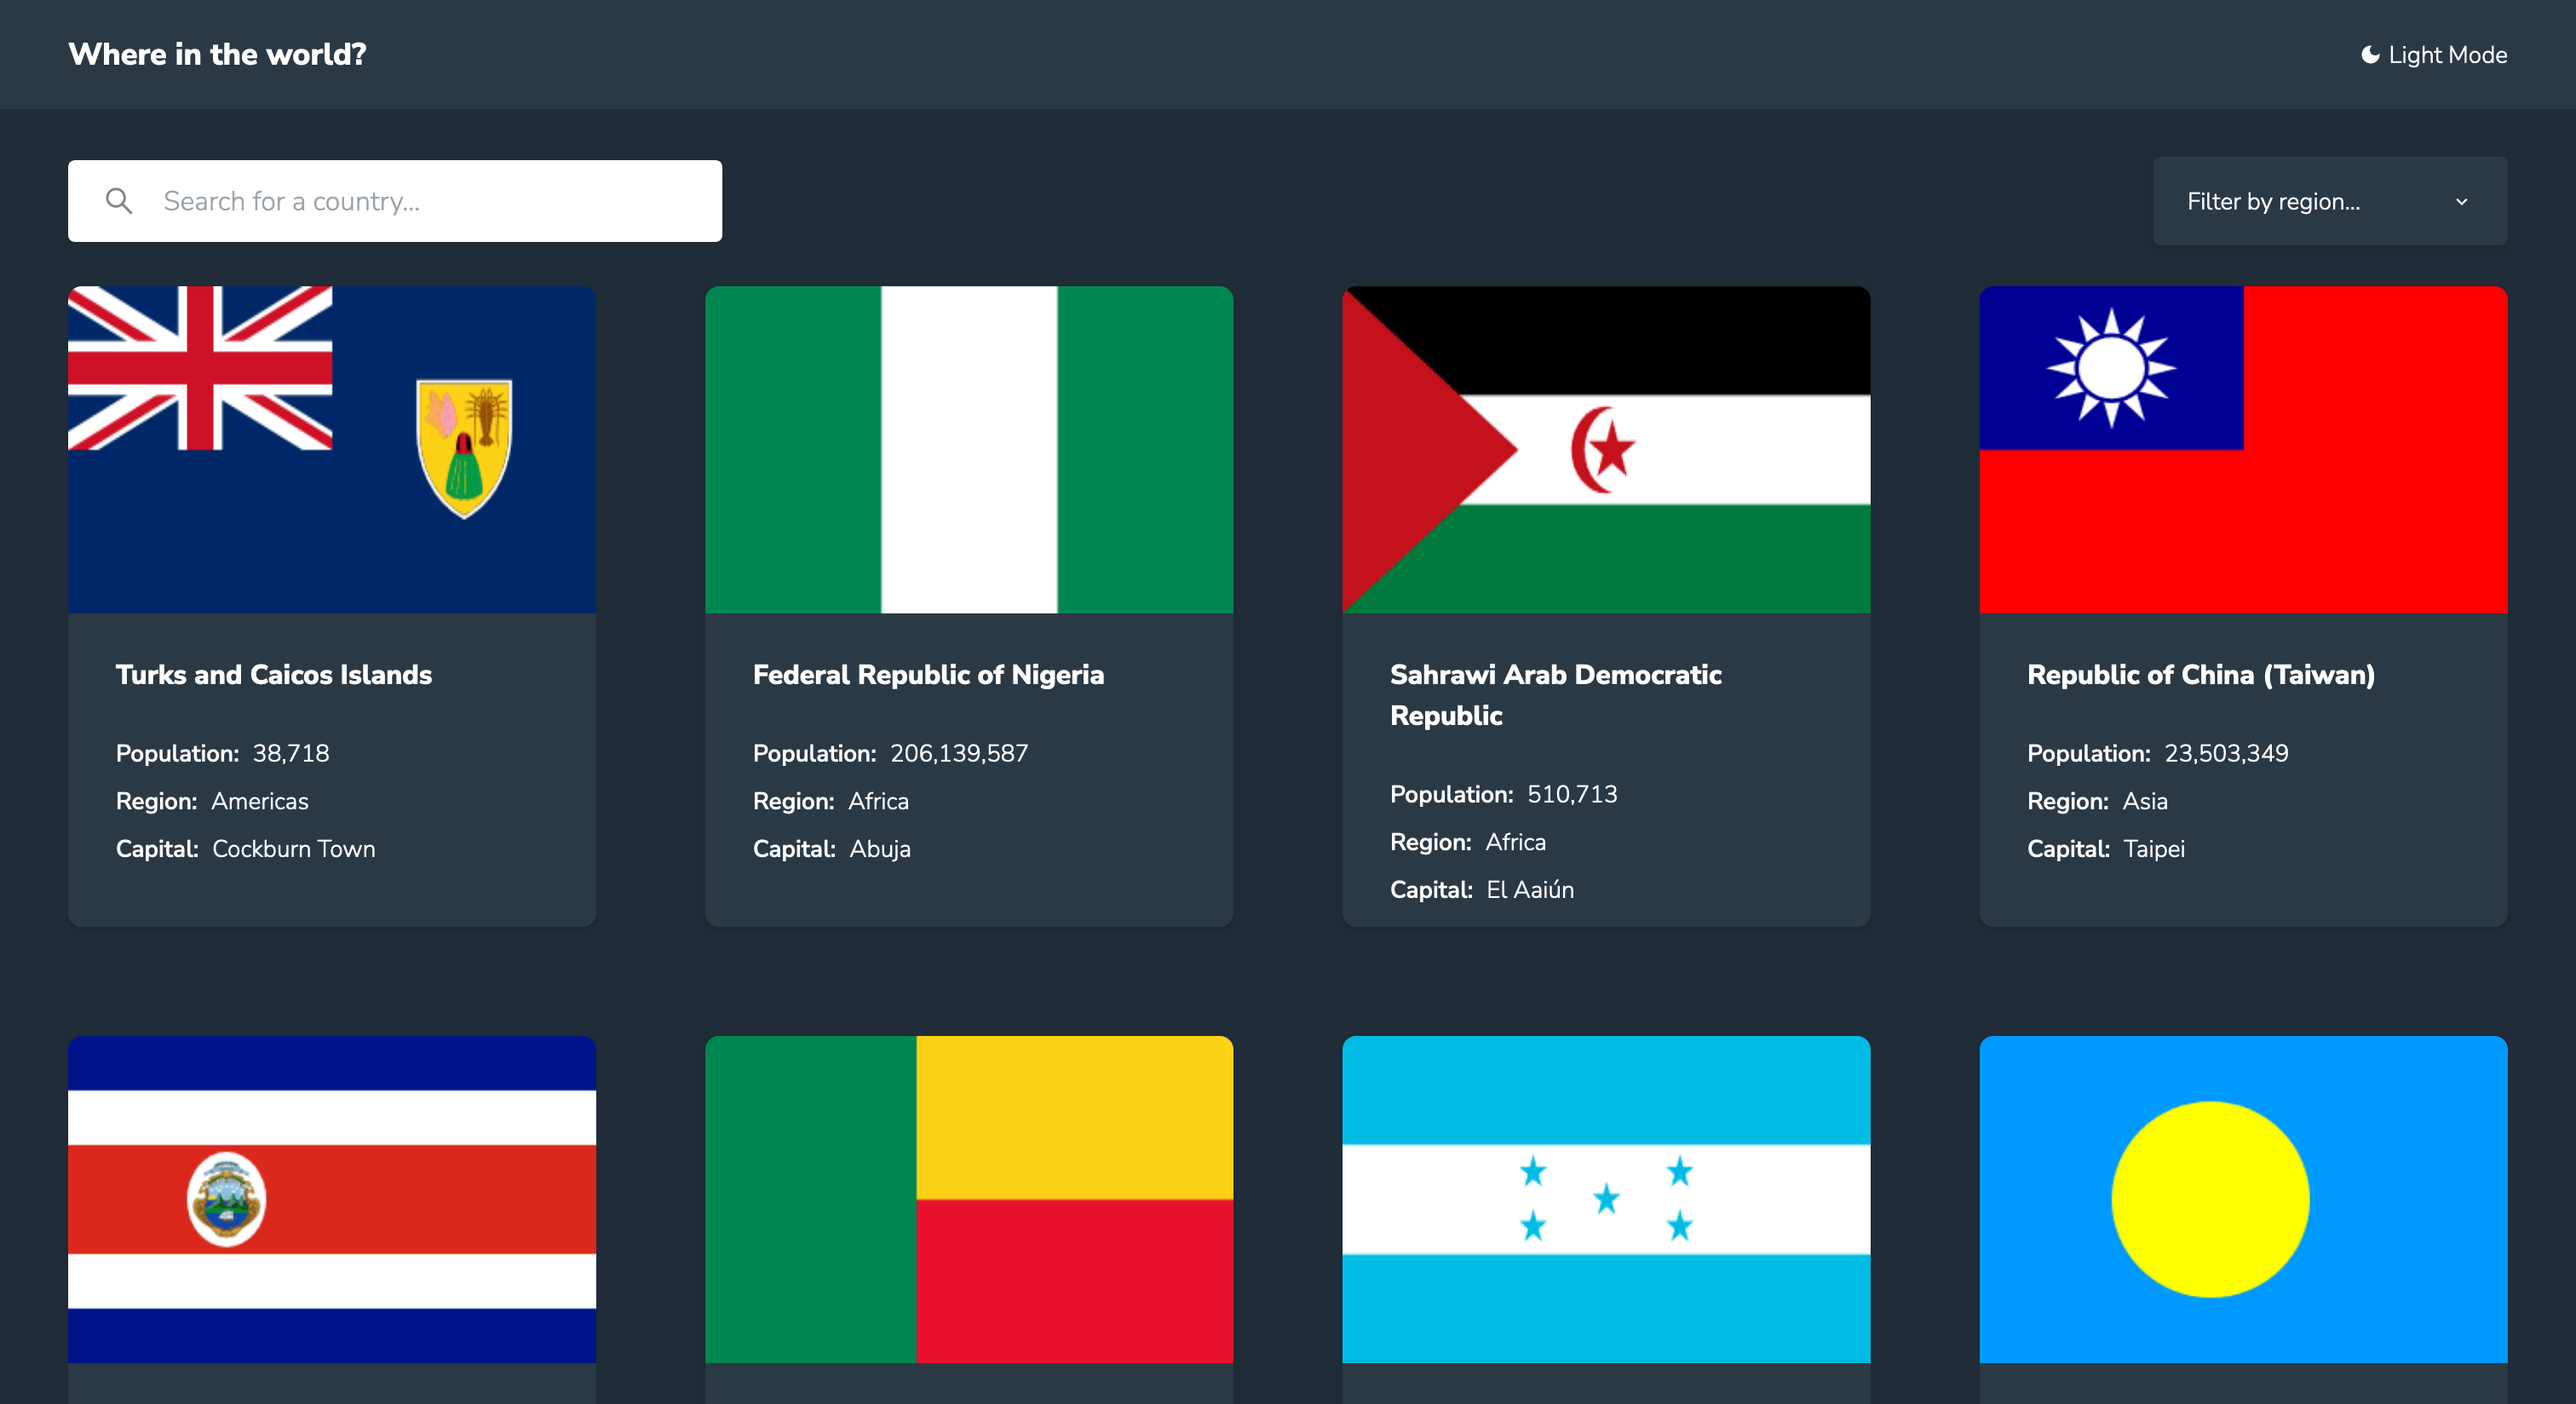 Where in the world?
Light Mode
Search for a country...
Filter by region...
Turks and Caicos Islands
Population: 38,718
Region: Americas
Capital: Cockburn Town
Federal Republic of Nigeria
Population: 206,139,587
Region: Africa
Capital: Abuja
Sahrawi Arab Democratic
Republic
Population: 510,713
Region: Africa
Capital: El Aaiún
Republic of China (Taiwan)
Population: 23,503,349
Region: Asia
Capital: Taipei